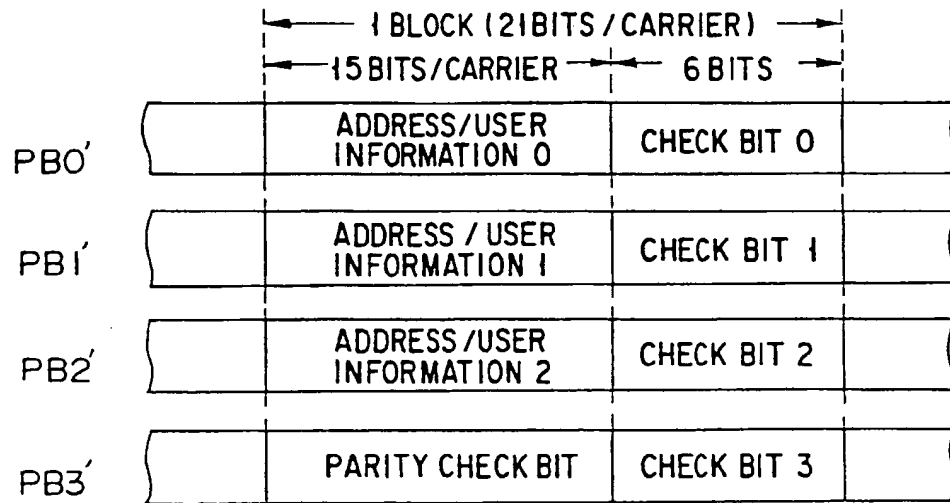 1 BLOCK (21 BITS / CARRIER)
15 BITS/CARRIER
6 BITS
PB0'
ADDRESS/USER
INFORMATION 0
CHECK BIT 0
PB1'
ADDRESS / USER
INFORMATION 1
CHECK BIT 1
PB2'
ADDRESS /USER
INFORMATION 2
CHECK BIT 2
PB3'
PARITY CHECK BIT
CHECK BIT 3